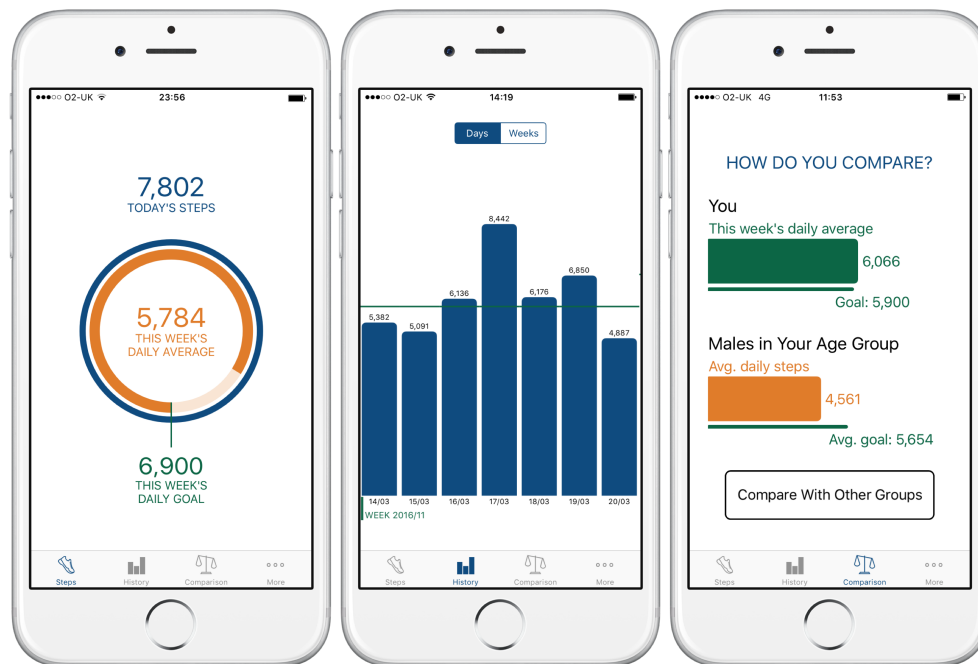 O2-UK 23:56
7,802
TODAY'S STEPS
5,784
THIS WEEK'S
DAILY AVERAGE
6,900
THIS WEEK'S
DAILY GOAL
Steps History Comparison More
O2-UK 14:19
Days Weeks
8,442
6,850
6,136 6,176
5,382
5,091
4,887
14/03 15/03 16/03 17/03 18/03 19/03 20/03
WEEK 2016/11
Steps History Comparison More
O2-UK 4G 11:53
HOW DO YOU COMPARE?
You
This week's daily average
6,066
Goal: 5,900
Males in Your Age Group
Avg. daily steps
4,561
Avg. goal: 5,654
Compare With Other Groups
Steps History Comparison More